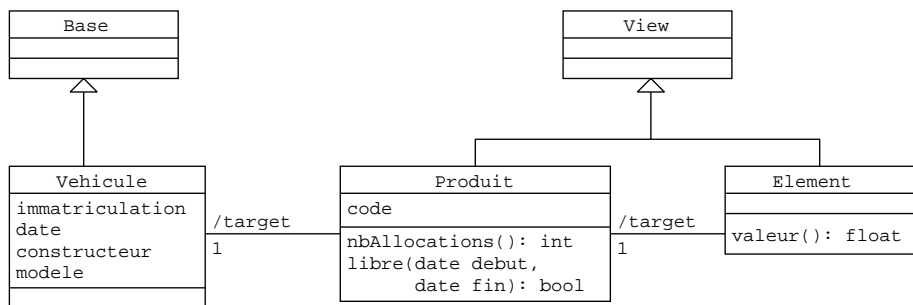 Base
View
Vehicule
immatriculation
date
constructeur
modele
/target
1
Produit
code
nbAllocations(): int
libre(date debut,
date fin): bool
/target
1
Element
valeur(): float